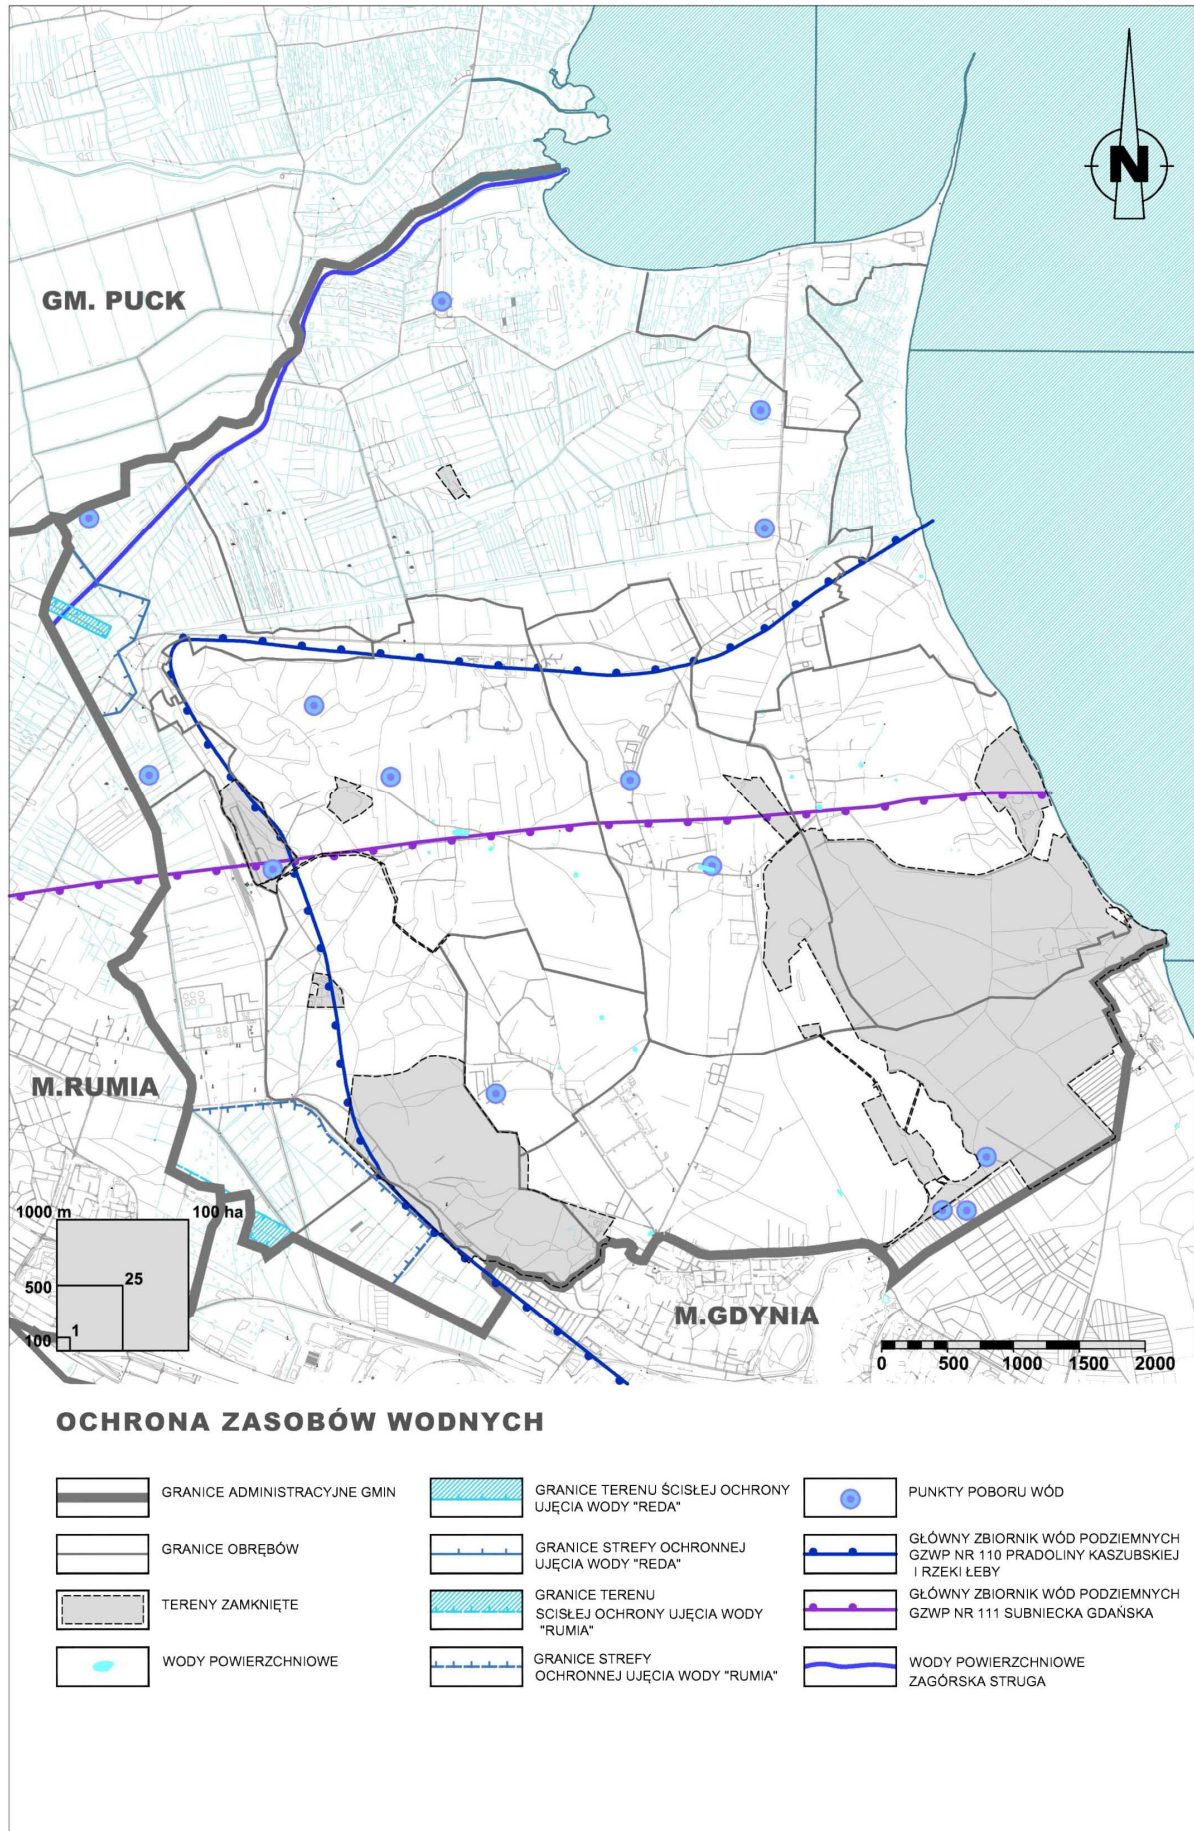 N
GM. PUCK
M.RUMIA
1000 m
100 ha
500
25
100
1
M.GDYNIA
0
500
1000
1500
2000
OCHRONA ZASOBÓW WODNYCH
GRANICE ADMINISTRACYJNE GMIN
GRANICE OBRĘBÓW
TERENY ZAMKNIĘTE
WODY POWIERZCHNIOWE
GRANICE TERENU ŚCISŁEJ OCHRONY
UJĘCIA WODY "REDA"
GRANICE STREFY OCHRONNEJ
UJĘCIA WODY "REDA"
GRANICE TERENU
SCISŁEJ OCHRONY UJĘCIA WODY
"RUMIA"
GRANICE STREFY
OCHRONNEJ UJĘCIA WODY "RUMIA"
PUNKTY POBORU WÓD
GŁÓWNY ZBIORNIK WÓD PODZIEMNYCH
GZWP NR 110 PRADOLINY KASZUBSKIEJ
I RZEKI ŁEBY
GŁÓWNY ZBIORNIK WÓD PODZIEMNYCH
GZWP NR 111 SUBNIECKA GDAŃSKA
WODY POWIERZCHNIOWE
ZAGÓRSKA STRUGA